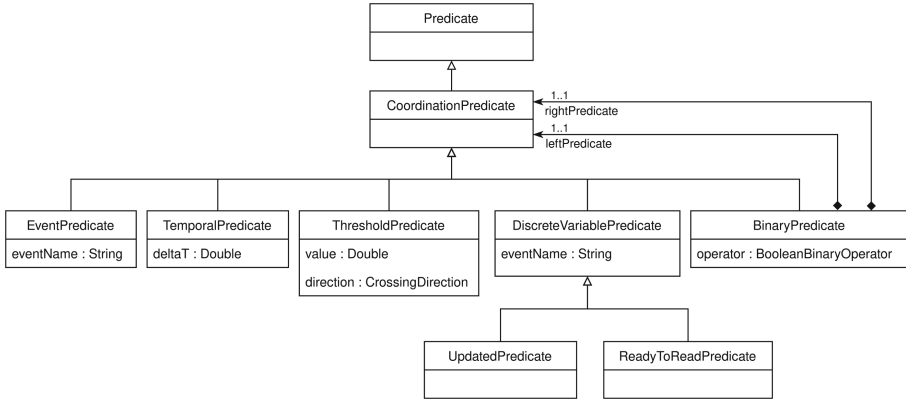 Predicate
CoordinationPredicate
1..1
rightPredicate
1..1
leftPredicate
EventPredicate
eventName : String
TemporalPredicate
deltaT : Double
ThresholdPredicate
value : Double
direction : CrossingDirection
DiscreteVariablePredicate
eventName : String
BinaryPredicate
operator : BooleanBinaryOperator
UpdatedPredicate
ReadyToReadPredicate